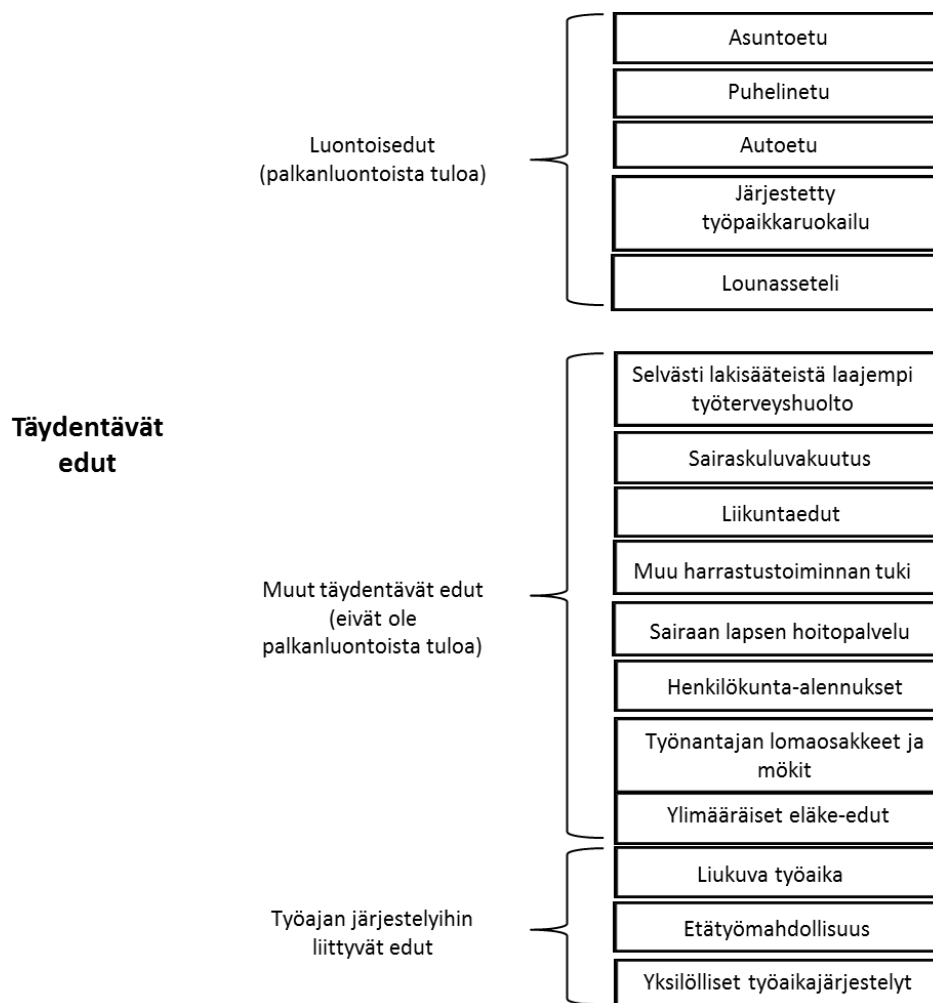 Täydentävät
edut
Luontoisedut
(palkanluontoista tuloa)
Asuntoetu
Puhelinetu
Autoetu
Järjestetty
työpaikkaruokailu
Lounasseteli
Muut täydentävät edut
(eivät ole
palkanluontoista tuloa)
Selvästi lakisääteistä laajempi
työterveyshuolto
Sairaskuluvakuutus
Liikuntaedut
Muu harrastustoiminnan tuki
Sairaan lapsen hoitopalvelu
Henkilökunta-alennukset
Työnantajan lomaosakkeet ja
mökit
Ylimääräiset eläke-edut
Työajan järjestelyihin
liittyvät edut
Liukuva työaika
Etätyömahdollisuus
Yksilölliset työaikajärjestelyt